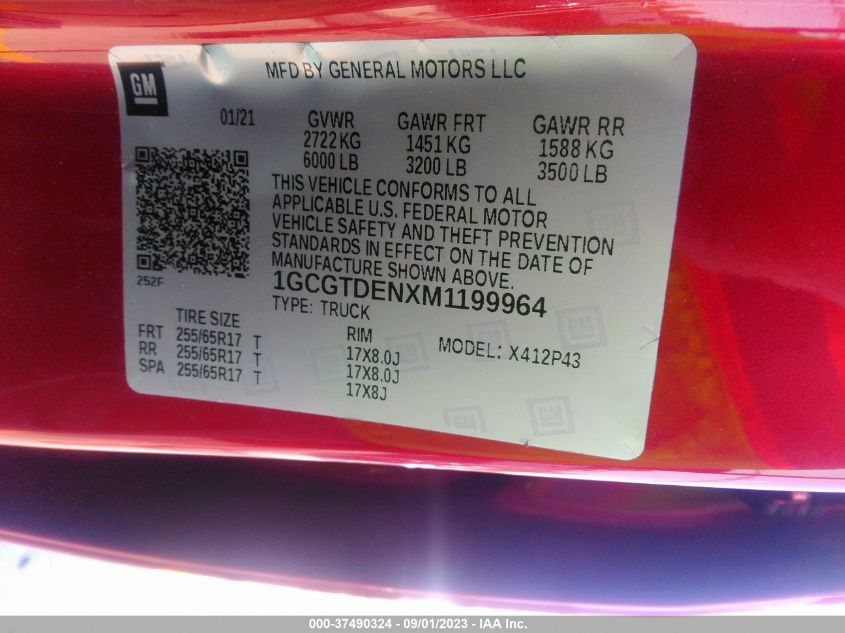 GM
MFD BY GENERAL MOTORS LLC
01/21 GVWR GAWR FRT GAWR RR
2722 KG 1451 KG 1588 KG
6000 LB 3200 LB 3500 LB
THIS VEHICLE CONFORMS TO ALL
APPLICABLE U.S. FEDERAL MOTOR
VEHICLE SAFETY AND THEFT PREVENTION
STANDARDS IN EFFECT ON THE DATE OF
MANUFACTURE SHOWN ABOVE.
252F
1GCGTDENXM1199964
TYPE: TRUCK
TIRE SIZE RIM
FRT 255/65R17 T 17X8.0J
RR 255/65R17 T 17X8.0J
SPA 255/65R17 T 17X8J
MODEL: X412P43
000-37490324 - 09/01/2023 - IAA Inc.